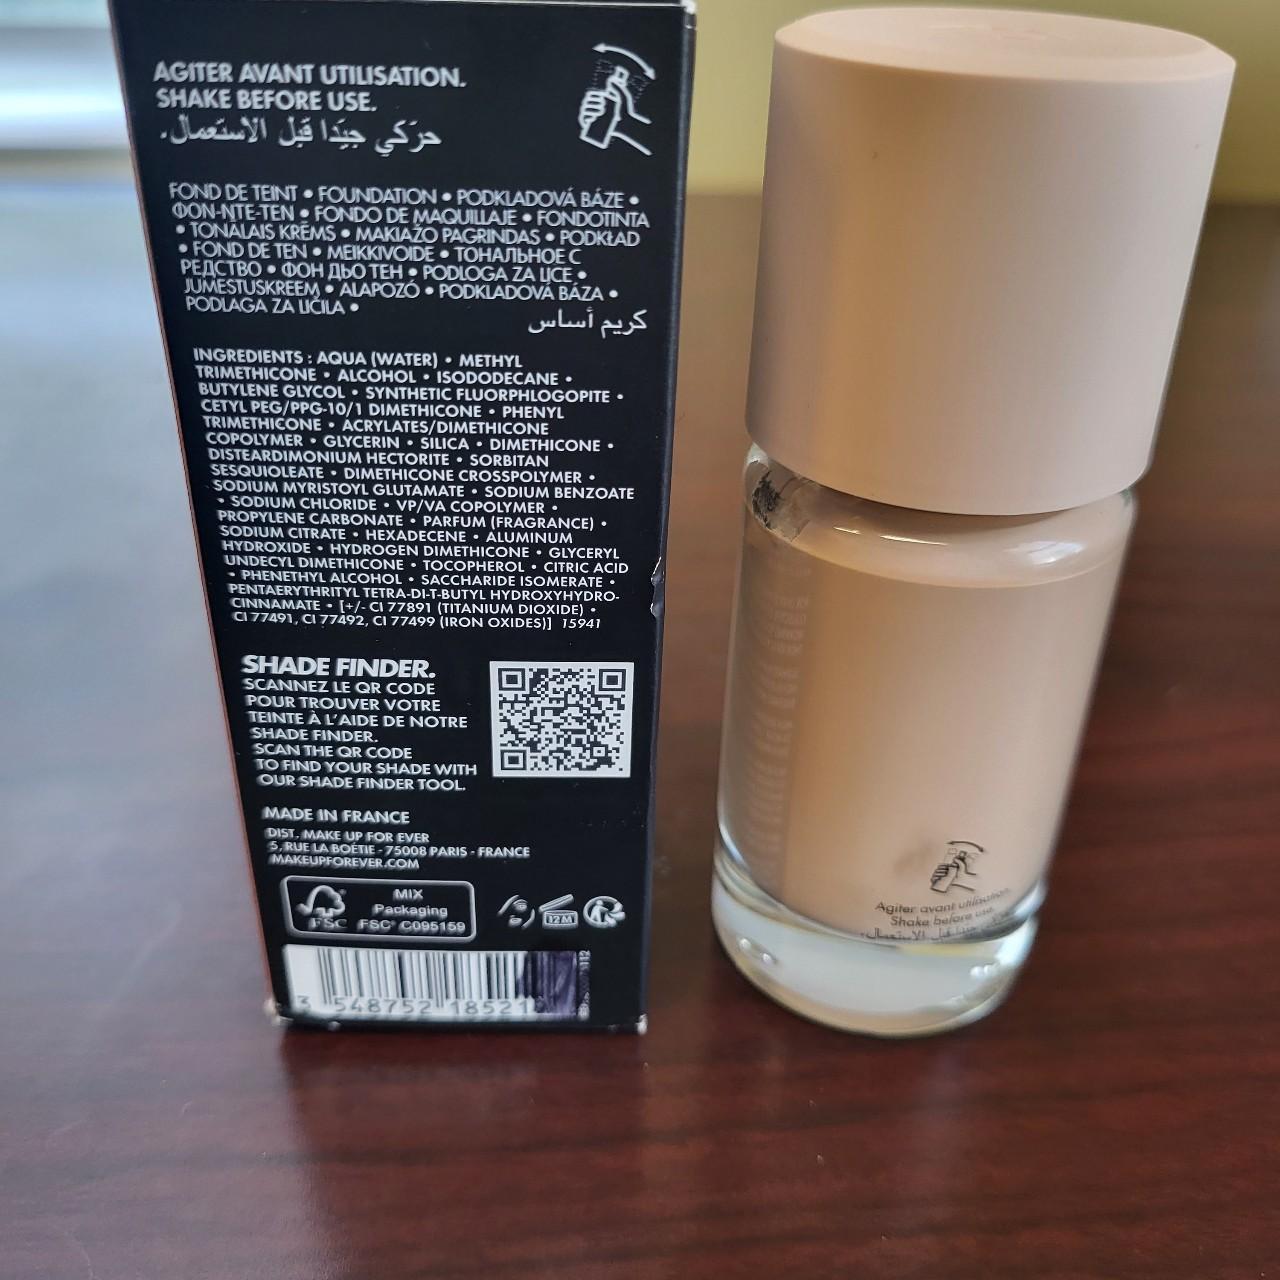 AGITER AVANT UTILISATION.
SHAKE BEFORE USE.
حرّكي جيّدا قبل الاستعمال.
FOND DE TEINT • FOUNDATION • PODKLADOVÁ BÁZE •
ΦΟΝ-ΝΤΕ-ΤΕΝ • FONDO DE MAQUILLAJE • FONDOTINTA
• TONĀLAIS KRĒMS • MAKIAŽO PAGRINDAS • PODKŁAD
• FOND DE TEN • MEIKKIVOIDE • ТОНАЛЬНОЕ С
РЕДСТВО • ФОН ДЬО ТЕН • PODLOGA ZA LICE •
JUMESTUSKREEM • ALAPOZÓ • PODKLADOVÁ BÁZA •
PODLAGA ZA LIČILA •
كريم أساس
INGREDIENTS : AQUA (WATER) • METHYL
TRIMETHICONE • ALCOHOL • ISODODECANE •
BUTYLENE GLYCOL • SYNTHETIC FLUORPHLOGOPITE •
CETYL PEG/PPG-10/1 DIMETHICONE • PHENYL
TRIMETHICONE • ACRYLATES/DIMETHICONE
COPOLYMER • GLYCERIN • SILICA • DIMETHICONE •
DISTEARDIMONIUM HECTORITE • SORBITAN
SESQUIOLEATE • DIMETHICONE CROSSPOLYMER •
SODIUM MYRISTOYL GLUTAMATE • SODIUM BENZOATE
• SODIUM CHLORIDE • VP/VA COPOLYMER •
PROPYLENE CARBONATE • PARFUM (FRAGRANCE) •
SODIUM CITRATE • HEXADECENE • ALUMINUM
HYDROXIDE • HYDROGEN DIMETHICONE • GLYCERYL
UNDECYL DIMETHICONE • TOCOPHEROL • CITRIC ACID
• PHENETHYL ALCOHOL • SACCHARIDE ISOMERATE •
PENTAERYTHRITYL TETRA-DI-T-BUTYL HYDROXYHYDRO-
CINNAMATE • [+/- CI 77891 (TITANIUM DIOXIDE) •
CI 77491, CI 77492, CI 77499 (IRON OXIDES)] 15941
SHADE FINDER.
SCANNEZ LE QR CODE
POUR TROUVER VOTRE
TEINTE À L'AIDE DE NOTRE
SHADE FINDER.
SCAN THE QR CODE
TO FIND YOUR SHADE WITH
OUR SHADE FINDER TOOL.
MADE IN FRANCE
DIST. MAKE UP FOR EVER
5, RUE LA BOÉTIE - 75008 PARIS - FRANCE
MAKEUPFOREVER.COM
FSC
MIX
Packaging
FSC® C095159
12M
3 548752 18521
Agiter avant utilisation.
Shake before use.